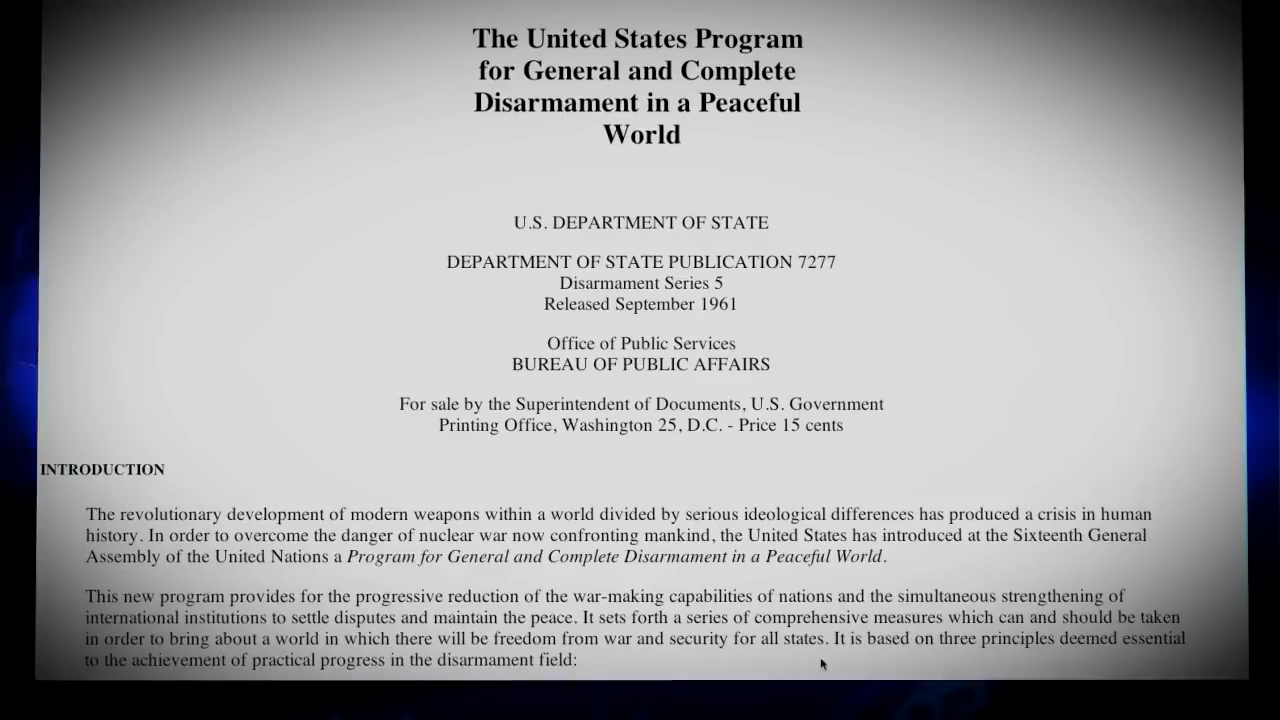 The United States Program
for General and Complete
Disarmament in a Peaceful
World
U.S. DEPARTMENT OF STATE
DEPARTMENT OF STATE PUBLICATION 7277
Disarmament Series 5
Released September 1961
Office of Public Services
BUREAU OF PUBLIC AFFAIRS
For sale by the Superintendent of Documents, U.S. Government
Printing Office, Washington 25, D.C. - Price 15 cents
INTRODUCTION
The revolutionary development of modern weapons within a world divided by serious ideological differences has produced a crisis in human
history. In order to overcome the danger of nuclear war now confronting mankind, the United States has introduced at the Sixteenth General
Assembly of the United Nations a Program for General and Complete Disarmament in a Peaceful World.
This new program provides for the progressive reduction of the war-making capabilities of nations and the simultaneous strengthening of
international institutions to settle disputes and maintain the peace. It sets forth a series of comprehensive measures which can and should be taken
in order to bring about a world in which there will be freedom from war and security for all states. It is based on three principles deemed essential
to the achievement of practical progress in the disarmament field: